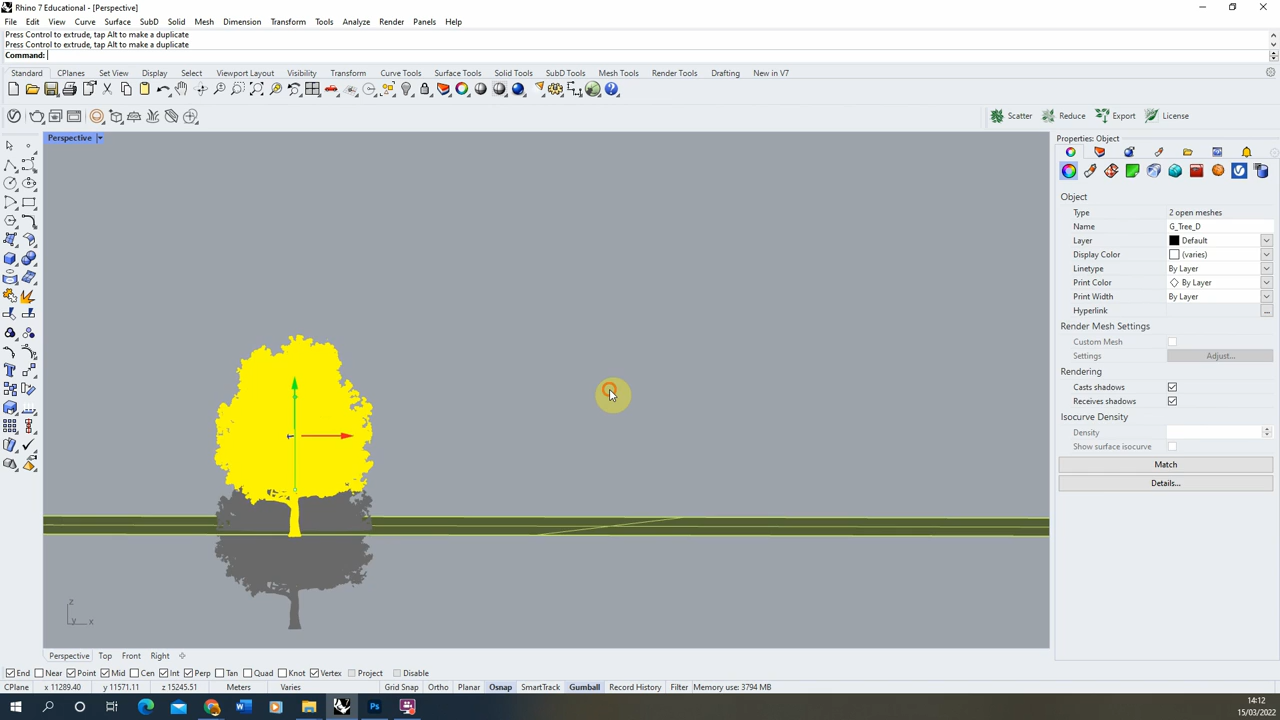 Rhino 7 Educational - [Perspective]
File Edit View Curve Surface SubD Solid Mesh Dimension Transform Tools Analyze Render Panels Help
Press Control to extrude, tap Alt to make a duplicate
Press Control to extrude, tap Alt to make a duplicate
Command:
Standard CPlanes Set View Display Select Viewport Layout Visibility Transform Curve Tools Surface Tools Solid Tools SubD Tools Mesh Tools Render Tools Drafting New in V7
Scatter Reduce Export License
Perspective
Properties: Object
Object
Type 2 open meshes
Name G_Tree_D
Layer Default
Display Color (varies)
Linetype By Layer
Print Color By Layer
Print Width By Layer
Hyperlink ...
Render Mesh Settings
Custom Mesh
Settings Adjust...
Rendering
Casts shadows
Receives shadows
Isocurve Density
Density
Show surface isocurve
Match
Details...
z
y x
Perspective Top Front Right
End Near Point Mid Cen Int Perp Tan Quad Knot Vertex Project Disable
CPlane x 11289.40 y 11571.11 z 15245.51 Meters Varies Grid Snap Ortho Planar Osnap SmartTrack Gumball Record History Filter Memory use: 3794 MB
14:12
15/03/2022